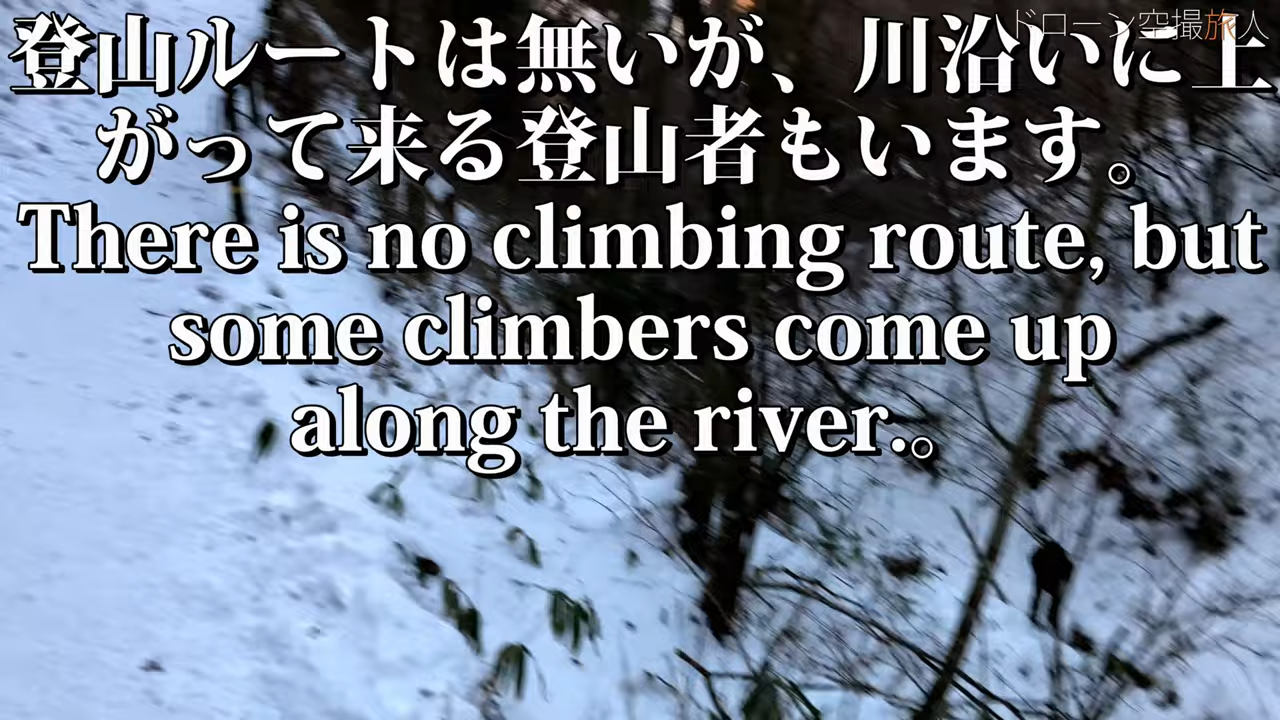 ドローン空撮旅人
登山ルートは無いが、川沿いに上
がって来る登山者もいます。
There is no climbing route, but
some climbers come up
along the river.。